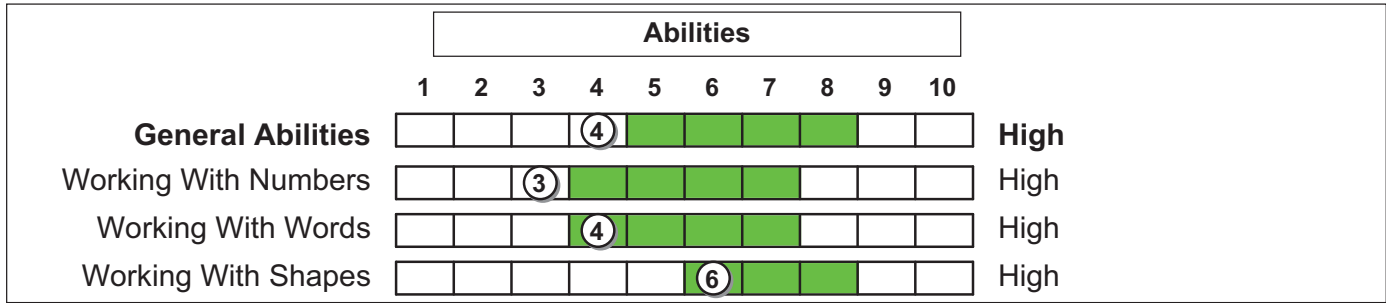 Abilities
1 2 3 4 5 6 7 8 9 10
General Abilities 4 High
Working With Numbers 3 High
Working With Words 4 High
Working With Shapes 6 High